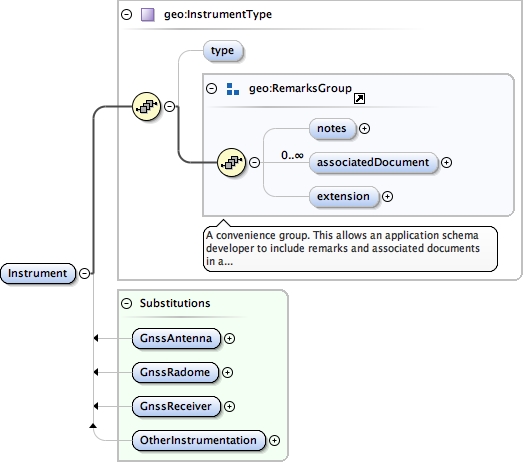 geo:InstrumentType
type
geo:RemarksGroup
notes
0..∞
associatedDocument
extension
A convenience group. This allows an application schema
developer to include remarks and associated documents
in a...
Instrument
Substitutions
GnssAntenna
GnssRadome
GnssReceiver
OtherInstrumentation